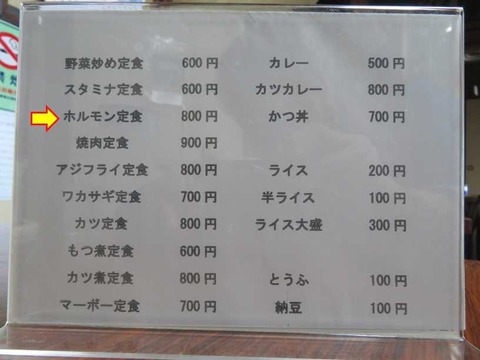 野菜炒め定食 600円
スタミナ定食 600円
ホルモン定食 800円
焼肉定食 900円
アジフライ定食 800円
ワカサギ定食 700円
カツ定食 800円
もつ煮定食 600円
カツ煮定食 800円
マーボー定食 700円
カレー 500円
カツカレー 800円
かつ丼 700円
ライス 200円
半ライス 100円
ライス大盛 300円
とうふ 100円
納豆 100円